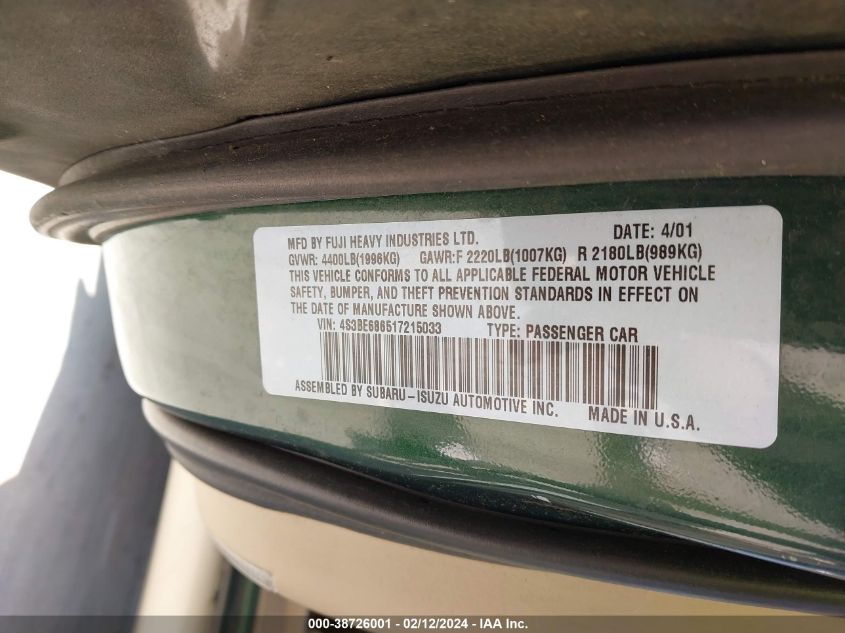 MFD BY FUJI HEAVY INDUSTRIES LTD. DATE: 4/01
GVWR: 4400LB(1996KG) GAWR:F 2220LB(1007KG) R 2180LB(989KG)
THIS VEHICLE CONFORMS TO ALL APPLICABLE FEDERAL MOTOR VEHICLE
SAFETY, BUMPER, AND THEFT PREVENTION STANDARDS IN EFFECT ON
THE DATE OF MANUFACTURE SHOWN ABOVE.
VIN: 4S3BE686517215033 TYPE: PASSENGER CAR
ASSEMBLED BY SUBARU-ISUZU AUTOMOTIVE INC. MADE IN U.S.A.
000-38726001 - 02/12/2024 - IAA Inc.